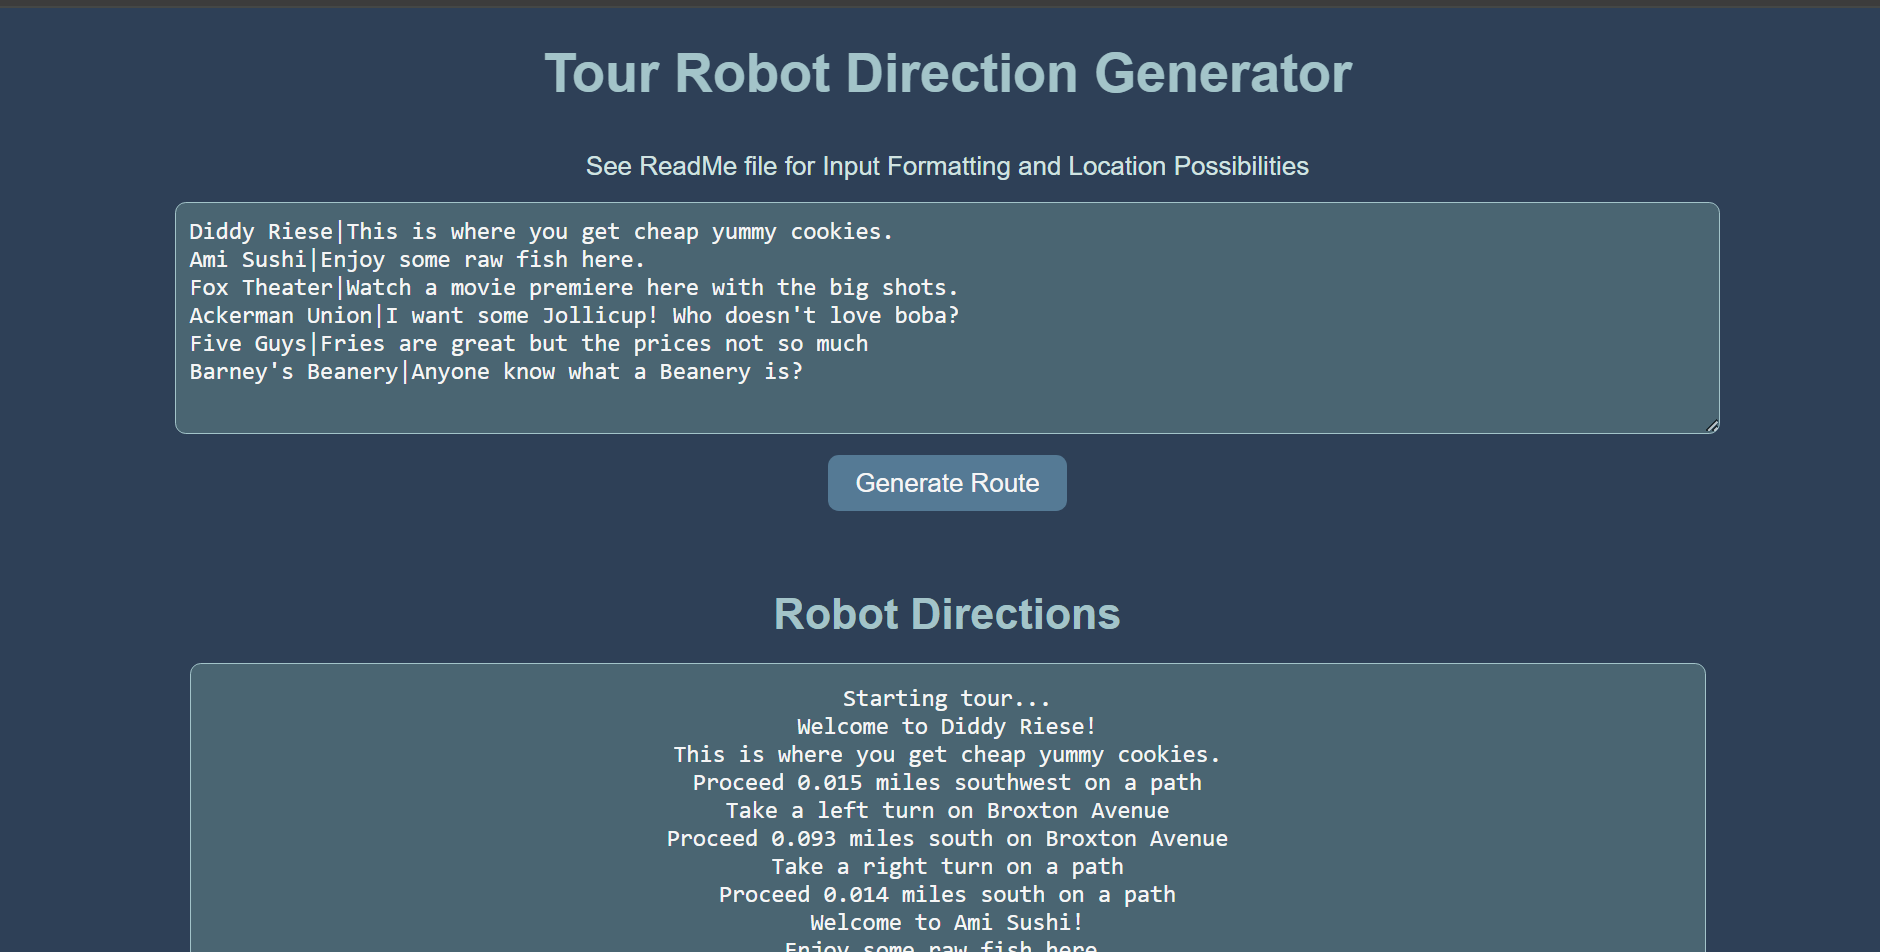 Tour Robot Direction Generator
See ReadMe file for Input Formatting and Location Possibilities
Diddy Riese|This is where you get cheap yummy cookies.
Ami Sushi|Enjoy some raw fish here.
Fox Theater|Watch a movie premiere here with the big shots.
Ackerman Union|I want some Jollicup! Who doesn't love boba?
Five Guys|Fries are great but the prices not so much
Barney's Beanery|Anyone know what a Beanery is?
Generate Route
Robot Directions
Starting tour...
Welcome to Diddy Riese!
This is where you get cheap yummy cookies.
Proceed 0.015 miles southwest on a path
Take a left turn on Broxton Avenue
Proceed 0.093 miles south on Broxton Avenue
Take a right turn on a path
Proceed 0.014 miles south on a path
Welcome to Ami Sushi!
Enjoy some raw fish here.